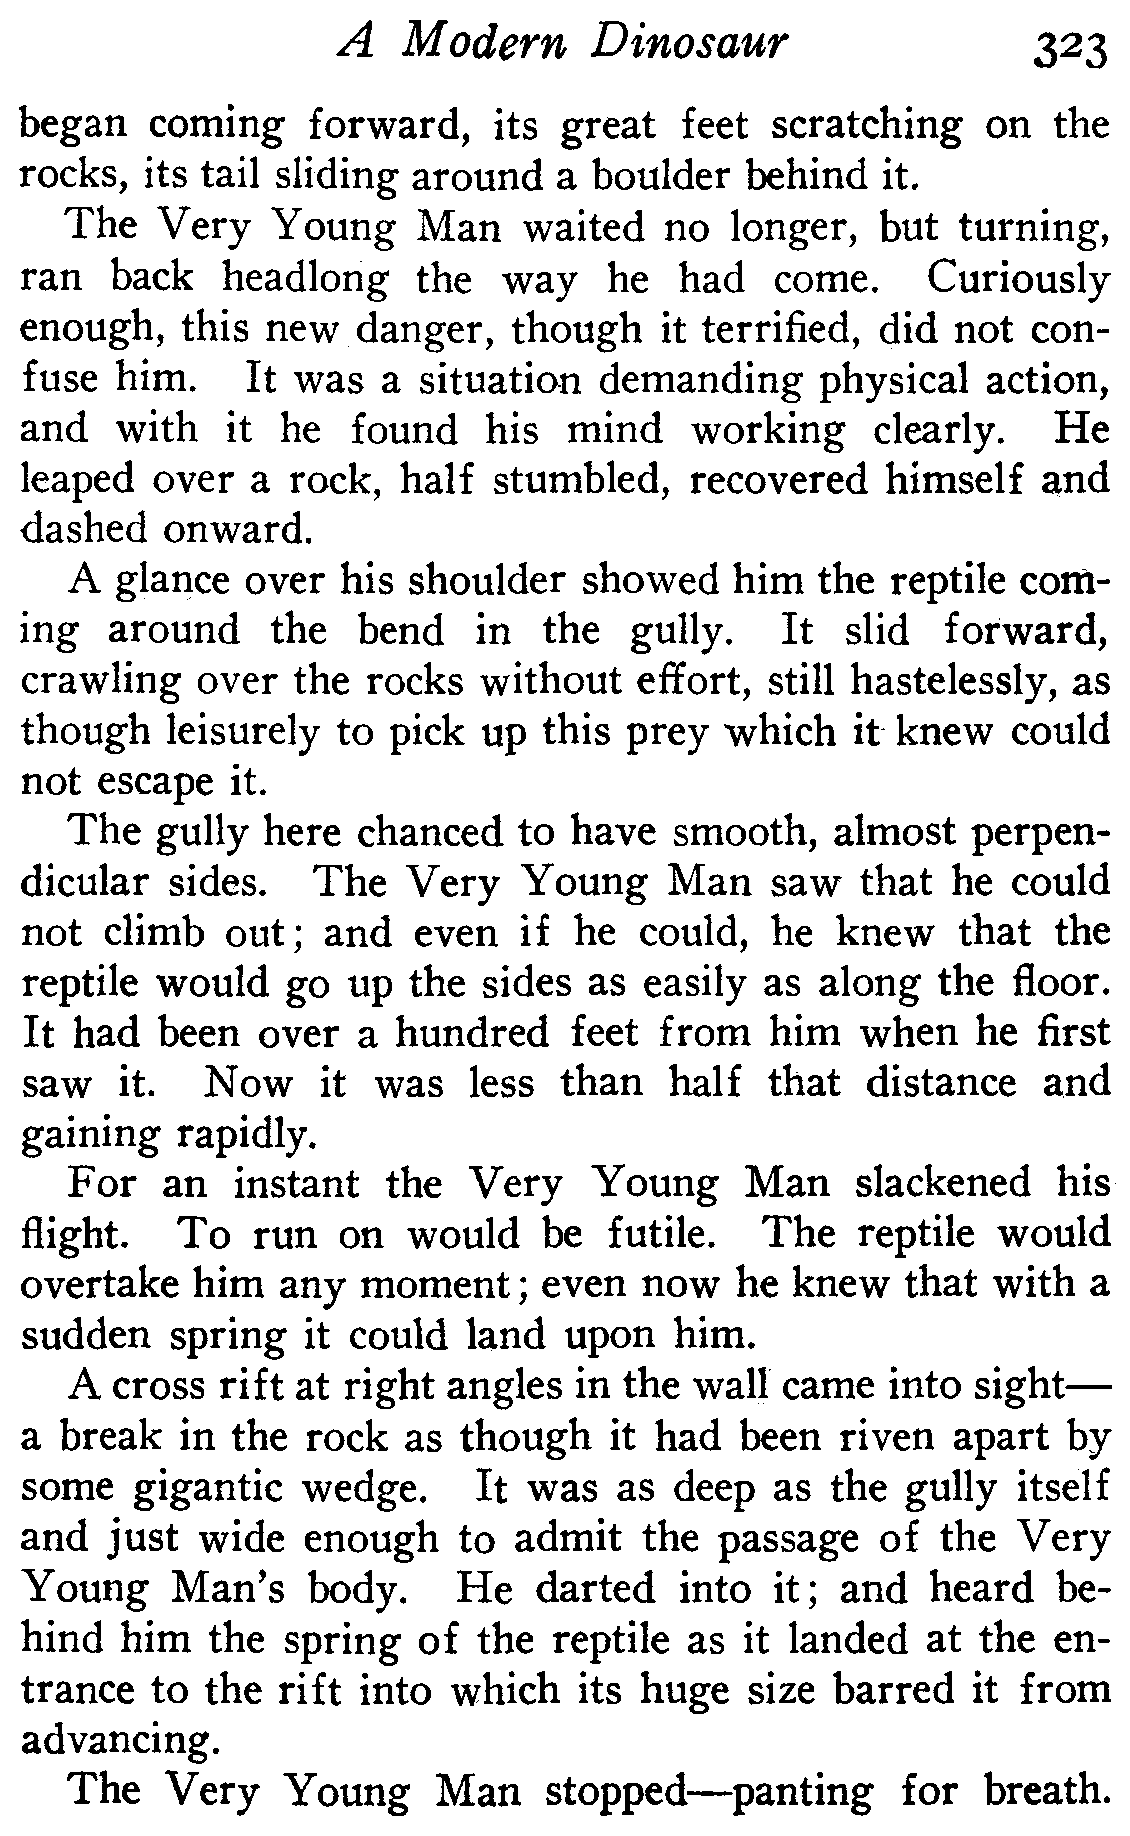 A Modern Dinosaur 323
began coming forward, its great feet scratching on the
rocks, its tail sliding around a boulder behind it.
The Very Young Man waited no longer, but turning,
ran back headlong the way he had come. Curiously
enough, this new danger, though it terrified, did not con-
fuse him. It was a situation demanding physical action,
and with it he found his mind working clearly. He
leaped over a rock, half stumbled, recovered himself and
dashed onward.
A glance over his shoulder showed him the reptile com-
ing around the bend in the gully. It slid forward,
crawling over the rocks without effort, still hastelessly, as
though leisurely to pick up this prey which it knew could
not escape it.
The gully here chanced to have smooth, almost perpen-
dicular sides. The Very Young Man saw that he could
not climb out; and even if he could, he knew that the
reptile would go up the sides as easily as along the floor.
It had been over a hundred feet from him when he first
saw it. Now it was less than half that distance and
gaining rapidly.
For an instant the Very Young Man slackened his
flight. To run on would be futile. The reptile would
overtake him any moment; even now he knew that with a
sudden spring it could land upon him.
A cross rift at right angles in the wall came into sight—
a break in the rock as though it had been riven apart by
some gigantic wedge. It was as deep as the gully itself
and just wide enough to admit the passage of the Very
Young Man's body. He darted into it; and heard be-
hind him the spring of the reptile as it landed at the en-
trance to the rift into which its huge size barred it from
advancing.
The Very Young Man stopped—panting for breath.